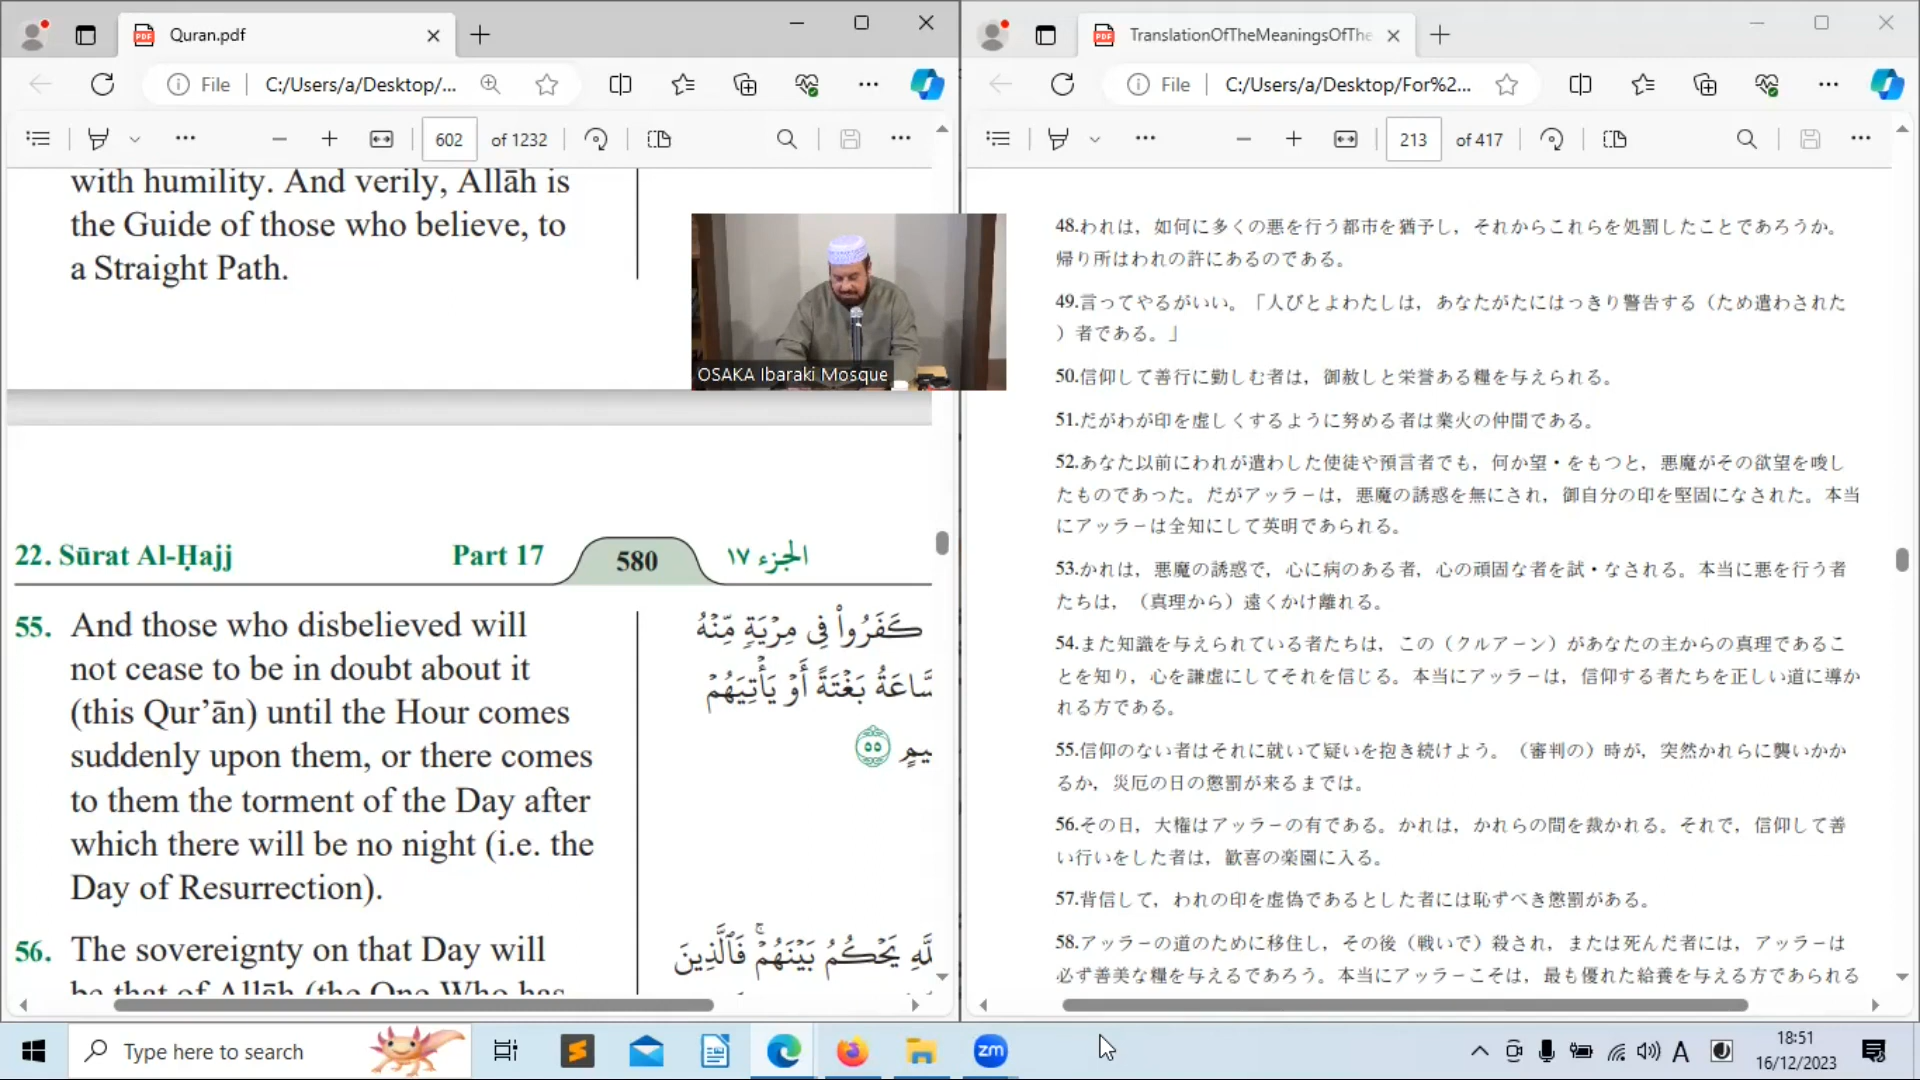 Quran.pdf
File
C:/Users/a/Desktop/...
602 of 1232
with humility. And verily, Allāh is
the Guide of those who believe, to
a Straight Path.
OSAKA Ibaraki Mosque
22. Sūrat Al-Ḥajj Part 17 580 الجزء ١٧
55. And those who disbelieved will
not cease to be in doubt about it
(this Qur’ān) until the Hour comes
suddenly upon them, or there comes
to them the torment of the Day after
which there will be no night (i.e. the
Day of Resurrection).
كَفَرُواْ فِى مِرْيَةٍ مِّنْهُ
سَّاعَةُ بَغْتَةً أَوْ يَأْتِيَهُمْ
يمٍ ٥٥
56. The sovereignty on that Day will
be that of Allāh (the One Who has
للَّهِ يَحْكُمُ بَيْنَهُمْ ۚ فَالَّذِينَ
TranslationOfTheMeaningsOfThe
File
C:/Users/a/Desktop/For%2...
213 of 417
48.われは，如何に多くの悪を行う都市を猶予し，それからこれらを処罰したことであろうか。
帰り所はわれの許にあるのである。
49.言ってやるがいい。「人びとよわたしは，あなたがたにはっきり警告する（ため遣わされた
）者である。」
50.信仰して善行に勤しむ者は，御赦しと栄誉ある糧を与えられる。
51.だがわが印を虚しくするように努める者は業火の仲間である。
52.あなた以前にわれが遣わした使徒や預言者でも，何か望・をもつと，悪魔がその欲望を唆し
たものであった。だがアッラーは，悪魔の誘惑を無にされ，御自分の印を堅固になされた。本当
にアッラーは全知にして英明であられる。
53.かれは，悪魔の誘惑で，心に病のある者，心の頑固な者を試・なされる。本当に悪を行う者
たちは，（真理から）遠くかけ離れる。
54.また知識を与えられている者たちは，この（クルアーン）があなたの主からの真理であるこ
とを知り，心を謙虚にしてそれを信じる。本当にアッラーは，信仰する者たちを正しい道に導か
れる方である。
55.信仰のない者はそれに就いて疑いを抱き続けよう。（審判の）時が，突然かれらに襲いかか
るか，災厄の日の懲罰が来るまでは。
56.その日，大権はアッラーの有である。かれは，かれらの間を裁かれる。それで，信仰して善
い行いをした者は，歓喜の楽園に入る。
57.背信して，われの印を虚偽であるとした者には恥ずべき懲罰がある。
58.アッラーの道のために移住し，その後（戦いで）殺され，または死んだ者には，アッラーは
必ず善美な糧を与えるであろう。本当にアッラーこそは，最も優れた給養を与える方であられる
Type here to search
zm
A
18:51
16/12/2023